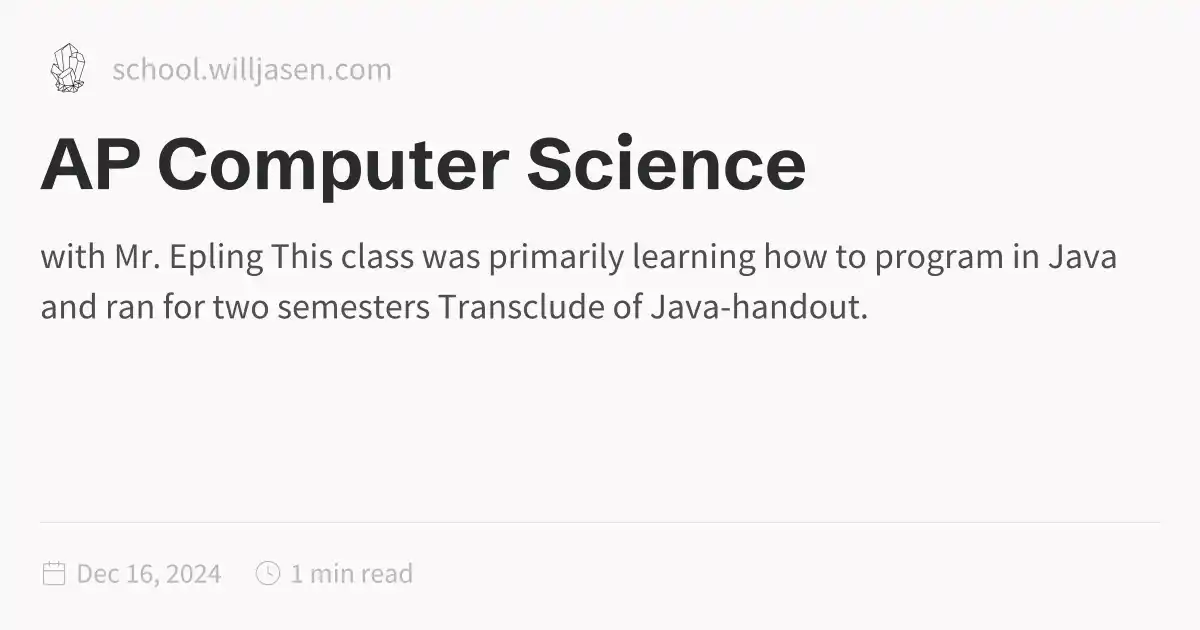 school.willjasen.com
AP Computer Science
with Mr. Epling This class was primarily learning how to program in Java
and ran for two semesters Transclude of Java-handout.
Dec 16, 2024 1 min read